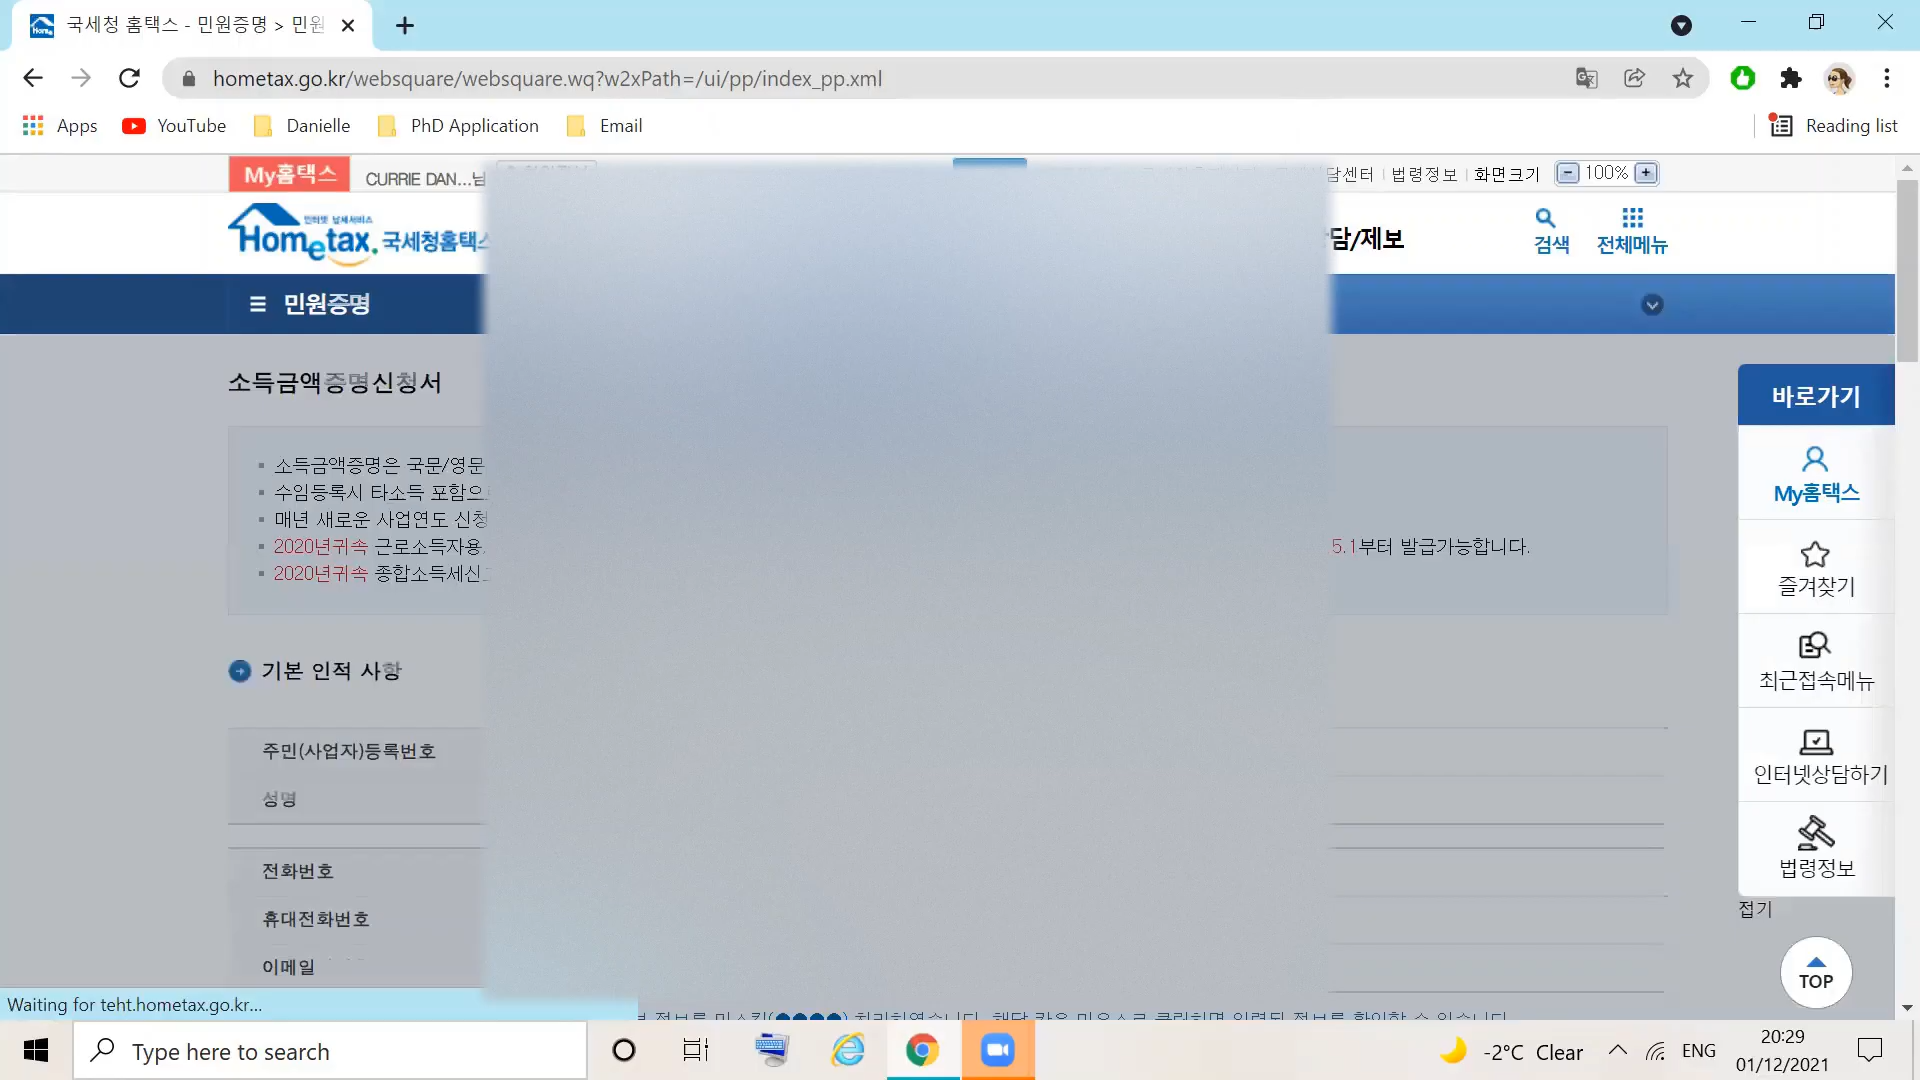 국세청 홈택스 - 민원증명 > 민원
hometax.go.kr/websquare/websquare.wq?w2xPath=/ui/pp/index_pp.xml
Apps YouTube Danielle PhD Application Email Reading list
My홈택스 CURRIE DAN...님 담센터 법령정보 화면크기 100%
인터넷 납세서비스
Hometax. 국세청홈택스 담/제보 검색 전체메뉴
민원증명
소득금액증명신청서
바로가기
소득금액증명은 국문/영문
수임등록시 타소득 포함으
매년 새로운 사업연도 신청
2020년귀속 근로소득자용 5.1부터 발급가능합니다.
2020년귀속 종합소득세신고
My홈택스
즐겨찾기
최근접속메뉴
인터넷상담하기
법령정보
접기
TOP
기본 인적 사항
주민(사업자)등록번호
성명
전화번호
휴대전화번호
이메일
Waiting for teht.hometax.go.kr...
Type here to search
-2°C Clear ENG 20:29
01/12/2021